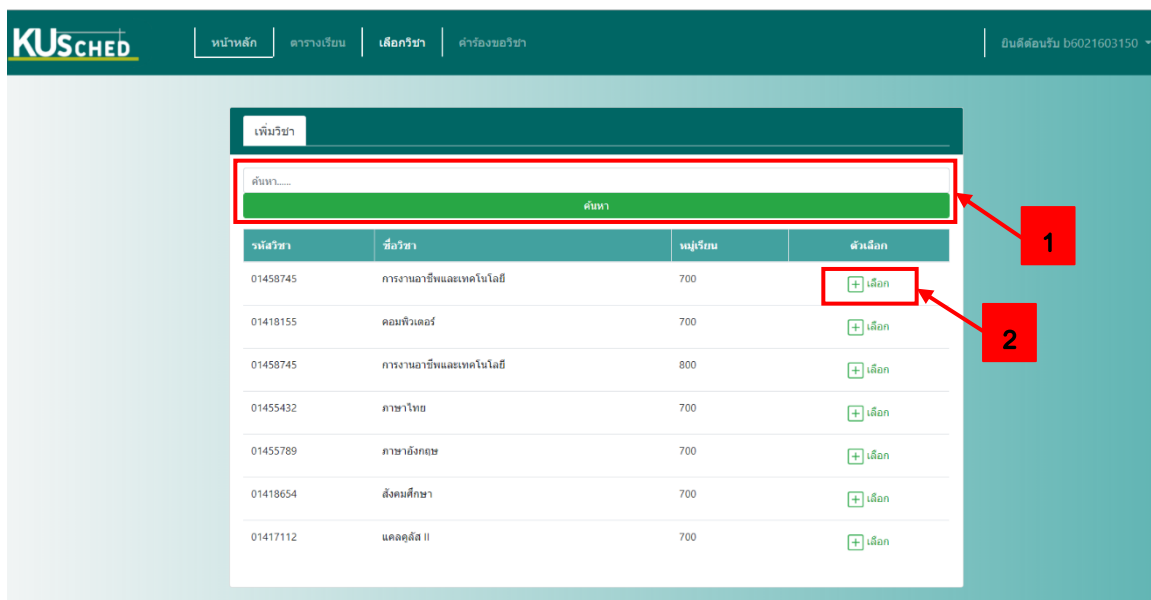 KUSCHED หน้าหลัก ตารางเรียน เลือกวิชา คำร้องขอวิชา ยินดีต้อนรับ b6021603150
เพิ่มวิชา
ค้นหา......
ค้นหา
1
รหัสวิชา ชื่อวิชา หมู่เรียน ตัวเลือก
01458745 การงานอาชีพและเทคโนโลยี 700 เลือก
01418155 คอมพิวเตอร์ 700 เลือก
2
01458745 การงานอาชีพและเทคโนโลยี 800 เลือก
01455432 ภาษาไทย 700 เลือก
01455789 ภาษาอังกฤษ 700 เลือก
01418654 สังคมศึกษา 700 เลือก
01417112 แคลคูลัส II 700 เลือก